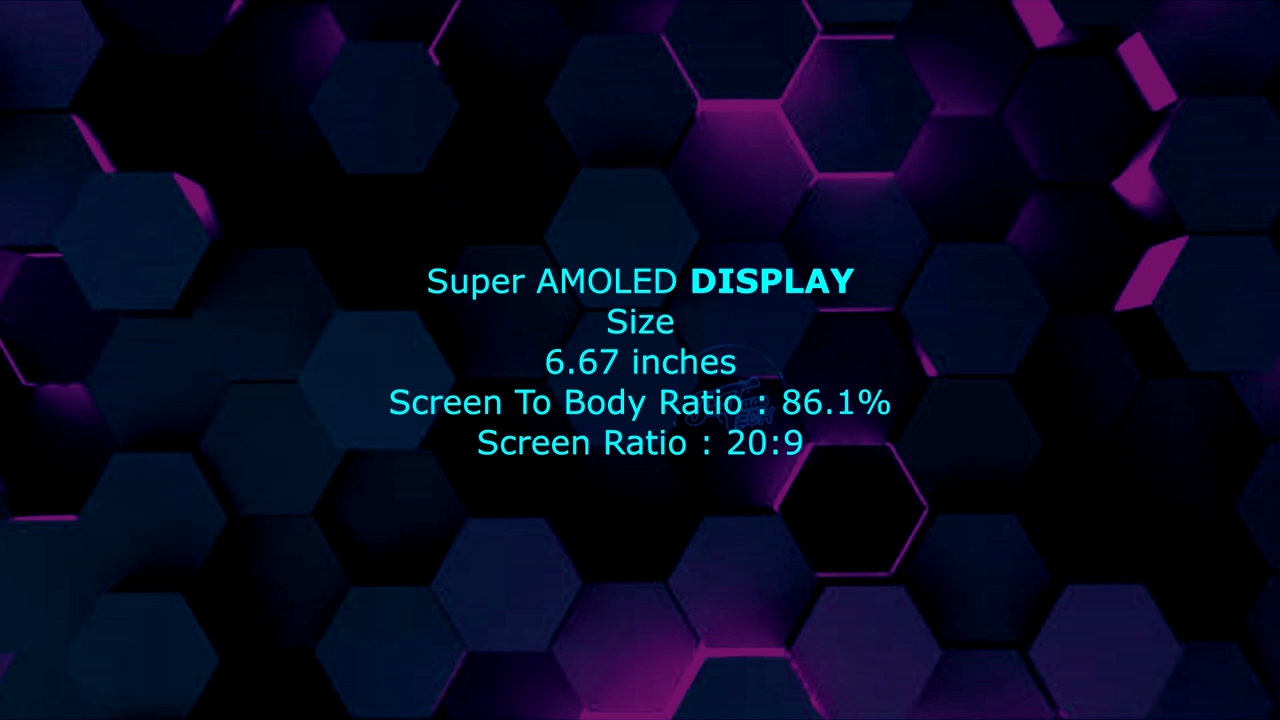 Super AMOLED DISPLAY
Size
6.67 inches
Screen To Body Ratio : 86.1%
Screen Ratio : 20:9